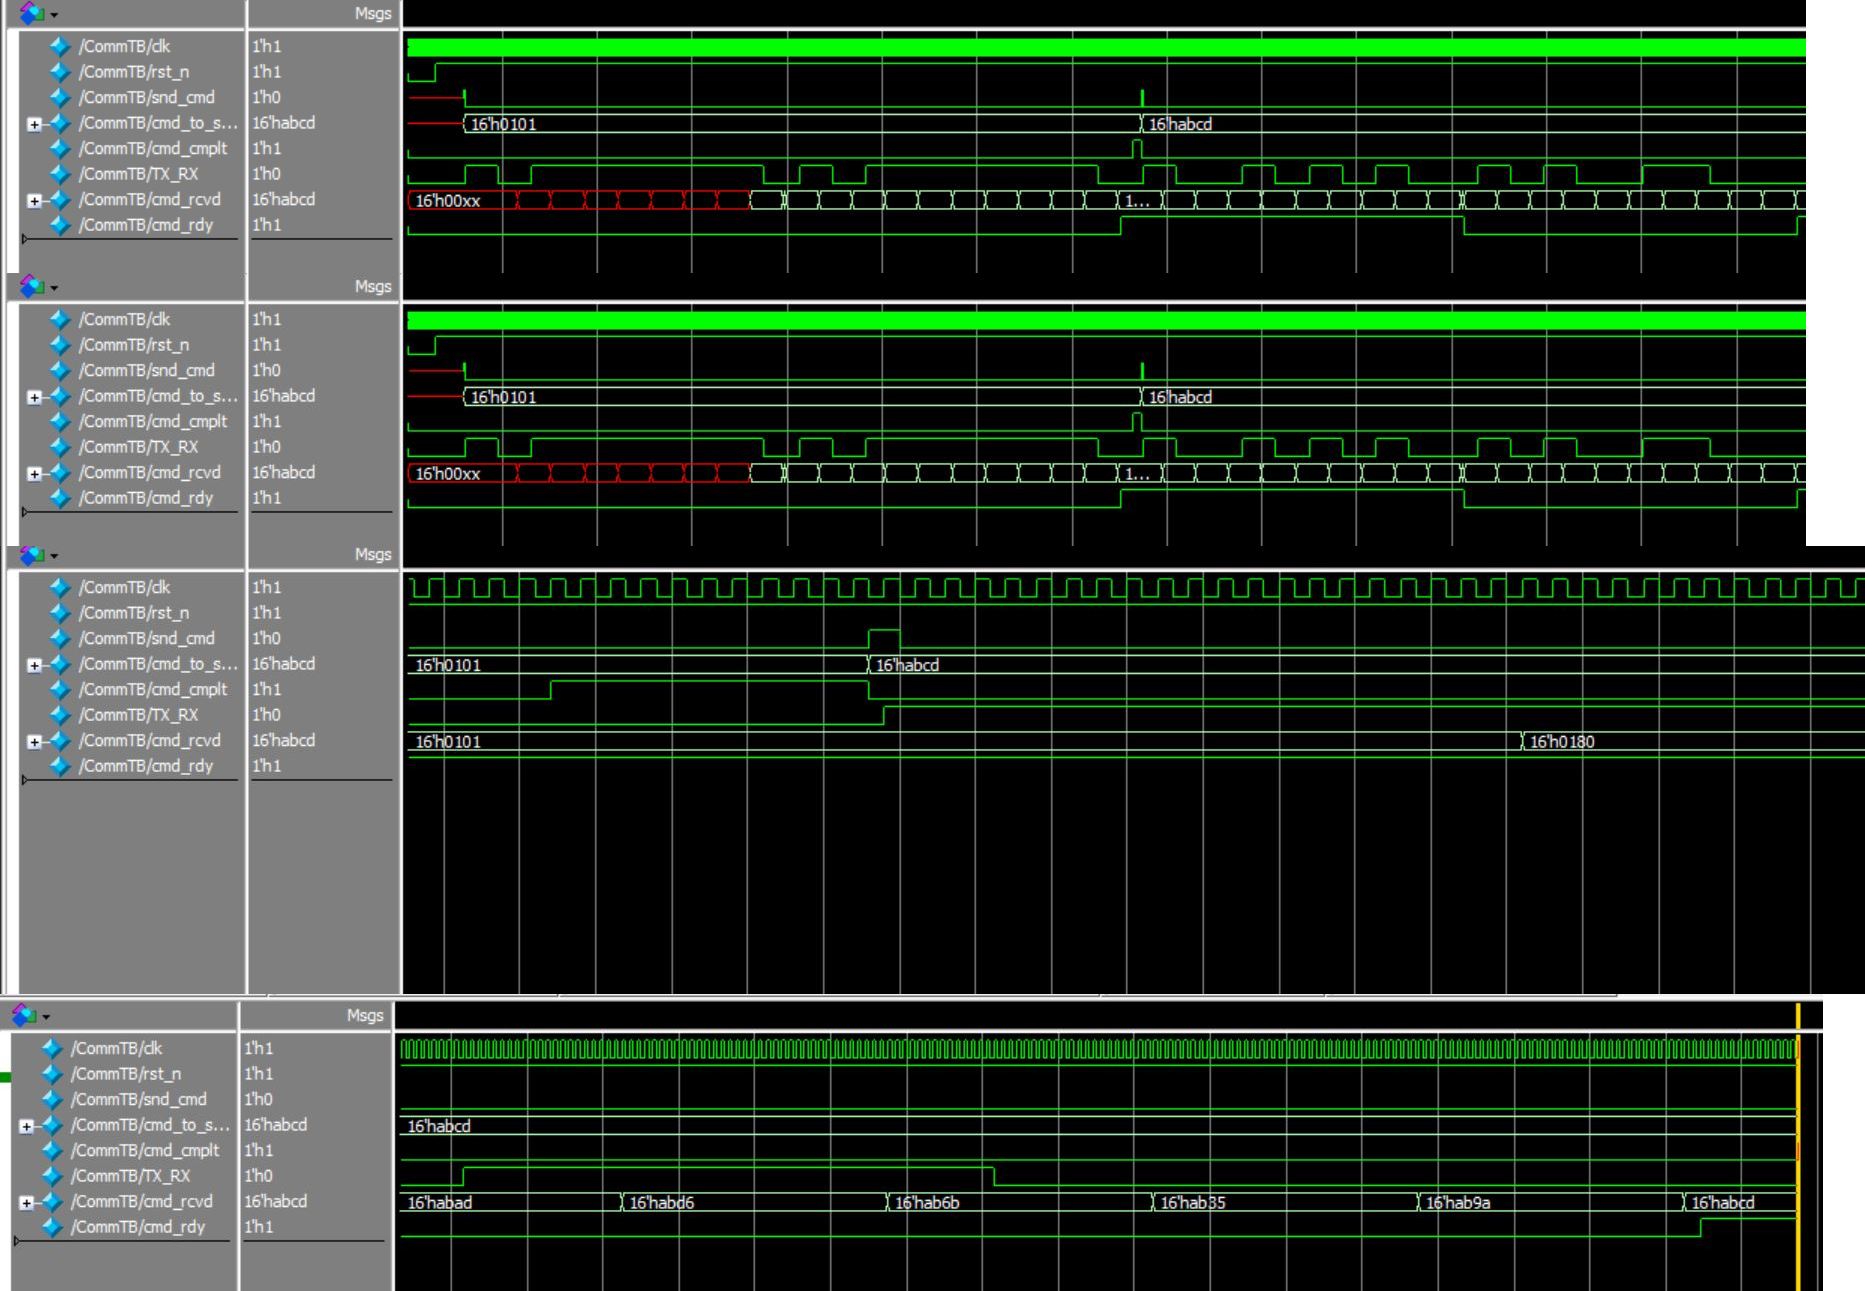 Msgs
/CommTB/clk 1'h1
/CommTB/rst_n 1'h1
/CommTB/snd_cmd 1'h0
/CommTB/cmd_to_s... 16'habcd 16'h0101 16'habcd
/CommTB/cmd_cmplt 1'h1
/CommTB/TX_RX 1'h0
/CommTB/cmd_rcvd 16'habcd 16'h00xx 1...
/CommTB/cmd_rdy 1'h1
Msgs
/CommTB/clk 1'h1
/CommTB/rst_n 1'h1
/CommTB/snd_cmd 1'h0
/CommTB/cmd_to_s... 16'habcd 16'h0101 16'habcd
/CommTB/cmd_cmplt 1'h1
/CommTB/TX_RX 1'h0
/CommTB/cmd_rcvd 16'habcd 16'h00xx 1...
/CommTB/cmd_rdy 1'h1
Msgs
/CommTB/clk 1'h1
/CommTB/rst_n 1'h1
/CommTB/snd_cmd 1'h0
/CommTB/cmd_to_s... 16'habcd 16'h0101 16'habcd
/CommTB/cmd_cmplt 1'h1
/CommTB/TX_RX 1'h0
/CommTB/cmd_rcvd 16'habcd 16'h0101 16'h0180
/CommTB/cmd_rdy 1'h1
Msgs
/CommTB/clk 1'h1
/CommTB/rst_n 1'h1
/CommTB/snd_cmd 1'h0
/CommTB/cmd_to_s... 16'habcd 16'habcd
/CommTB/cmd_cmplt 1'h1
/CommTB/TX_RX 1'h0
/CommTB/cmd_rcvd 16'habcd 16'habad 16'habd6 16'hab6b 16'hab35 16'hab9a 16'habcd
/CommTB/cmd_rdy 1'h1